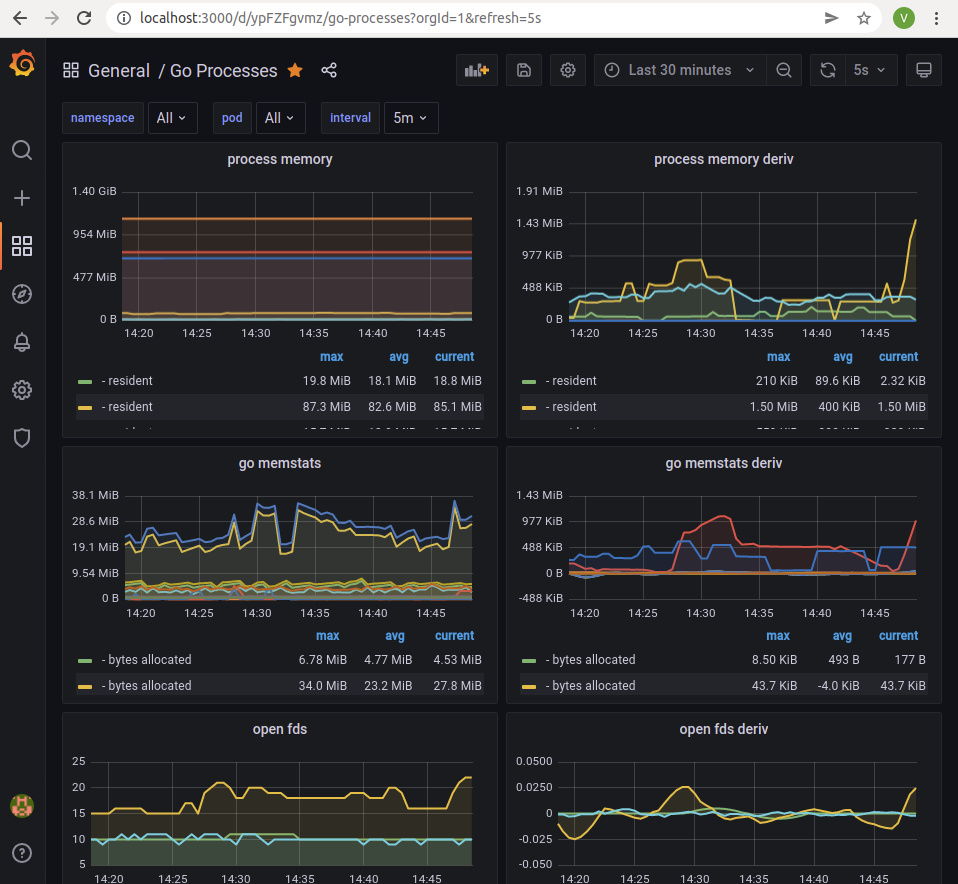 localhost:3000/d/ypFZFgvmz/go-processes?orgId=1&refresh=5s
V
General / Go Processes
Last 30 minutes
5s
namespace All pod All interval 5m
process memory
1.40 GiB
954 MiB
477 MiB
0 B
14:20 14:25 14:30 14:35 14:40 14:45
max avg current
- resident 19.8 MiB 18.1 MiB 18.8 MiB
- resident 87.3 MiB 82.6 MiB 85.1 MiB
process memory deriv
1.91 MiB
1.43 MiB
977 KiB
488 KiB
0 B
14:20 14:25 14:30 14:35 14:40 14:45
max avg current
- resident 210 KiB 89.6 KiB 2.32 KiB
- resident 1.50 MiB 400 KiB 1.50 MiB
go memstats
38.1 MiB
28.6 MiB
19.1 MiB
9.54 MiB
0 B
14:20 14:25 14:30 14:35 14:40 14:45
max avg current
- bytes allocated 6.78 MiB 4.77 MiB 4.53 MiB
- bytes allocated 34.0 MiB 23.2 MiB 27.8 MiB
go memstats deriv
1.43 MiB
977 KiB
488 KiB
0 B
-488 KiB
14:20 14:25 14:30 14:35 14:40 14:45
max avg current
- bytes allocated 8.50 KiB 493 B 177 B
- bytes allocated 43.7 KiB -4.0 KiB 43.7 KiB
open fds
25
20
15
10
5
14:20 14:25 14:30 14:35 14:40 14:45
open fds deriv
0.0500
0.0250
0
-0.025
-0.050
14:20 14:25 14:30 14:35 14:40 14:45